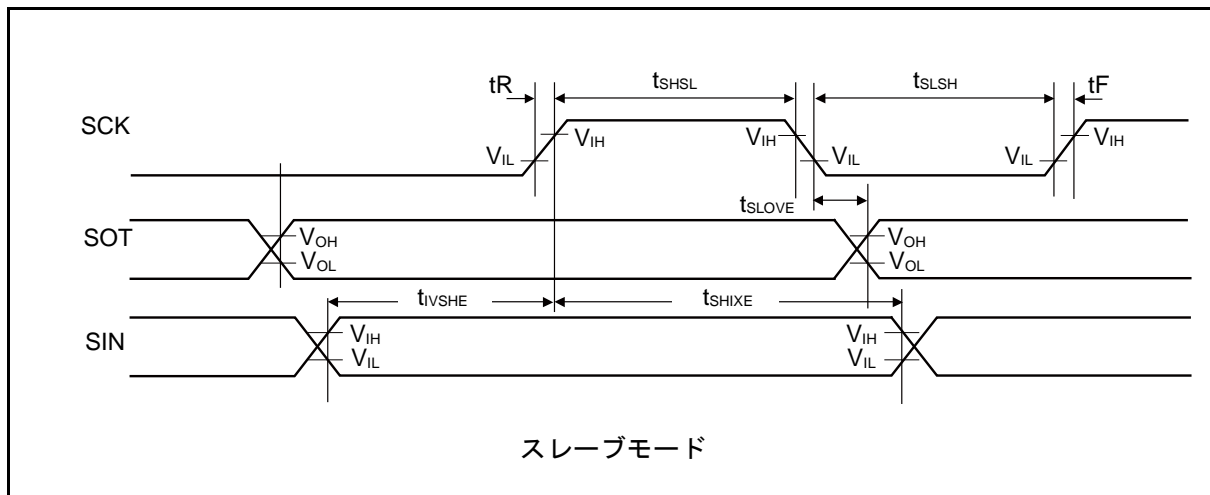 tR tSHSL tSLSH tF
SCK
VIH VIH VIH
VIL VIL VIL
tSLOVE
SOT
VOH VOH
VOL VOL
tIVSHE tSHIXE
SIN
VIH VIH
VIL VIL
スレーブモード